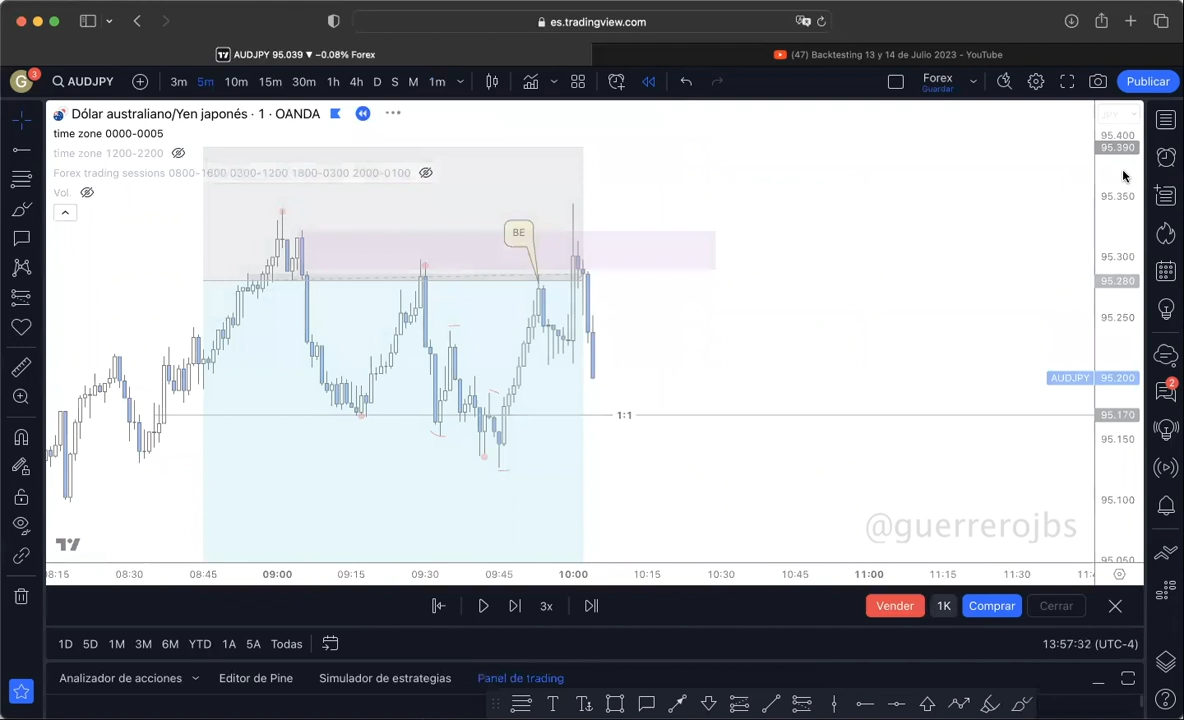 es.tradingview.com
AUDJPY 95.039 ▼ −0.08% Forex
(47) Backtesting 13 y 14 de Julio 2023 - YouTube
G 3
AUDJPY
3m 5m 10m 15m 30m 1h 4h D S M 1m
Forex
Guardar
Publicar
Dólar australiano/Yen japonés · 1 · OANDA
time zone 0000-0005
time zone 1200-2200
Forex trading sessions 0800-1600 0300-1200 1800-0300 2000-0100
Vol.
JPY
95.400
95.390
95.350
95.300
95.280
95.250
AUDJPY 95.200
95.170
95.150
95.100
95.050
BE
1:1
2
@guerrerojbs
08:15 08:30 08:45 09:00 09:15 09:30 09:45 10:00 10:15 10:30 10:45 11:00 11:15 11:30
3x
Vender 1K Comprar Cerrar
1D 5D 1M 3M 6M YTD 1A 5A Todas
13:57:32 (UTC-4)
Analizador de acciones Editor de Pine Simulador de estrategias Panel de trading